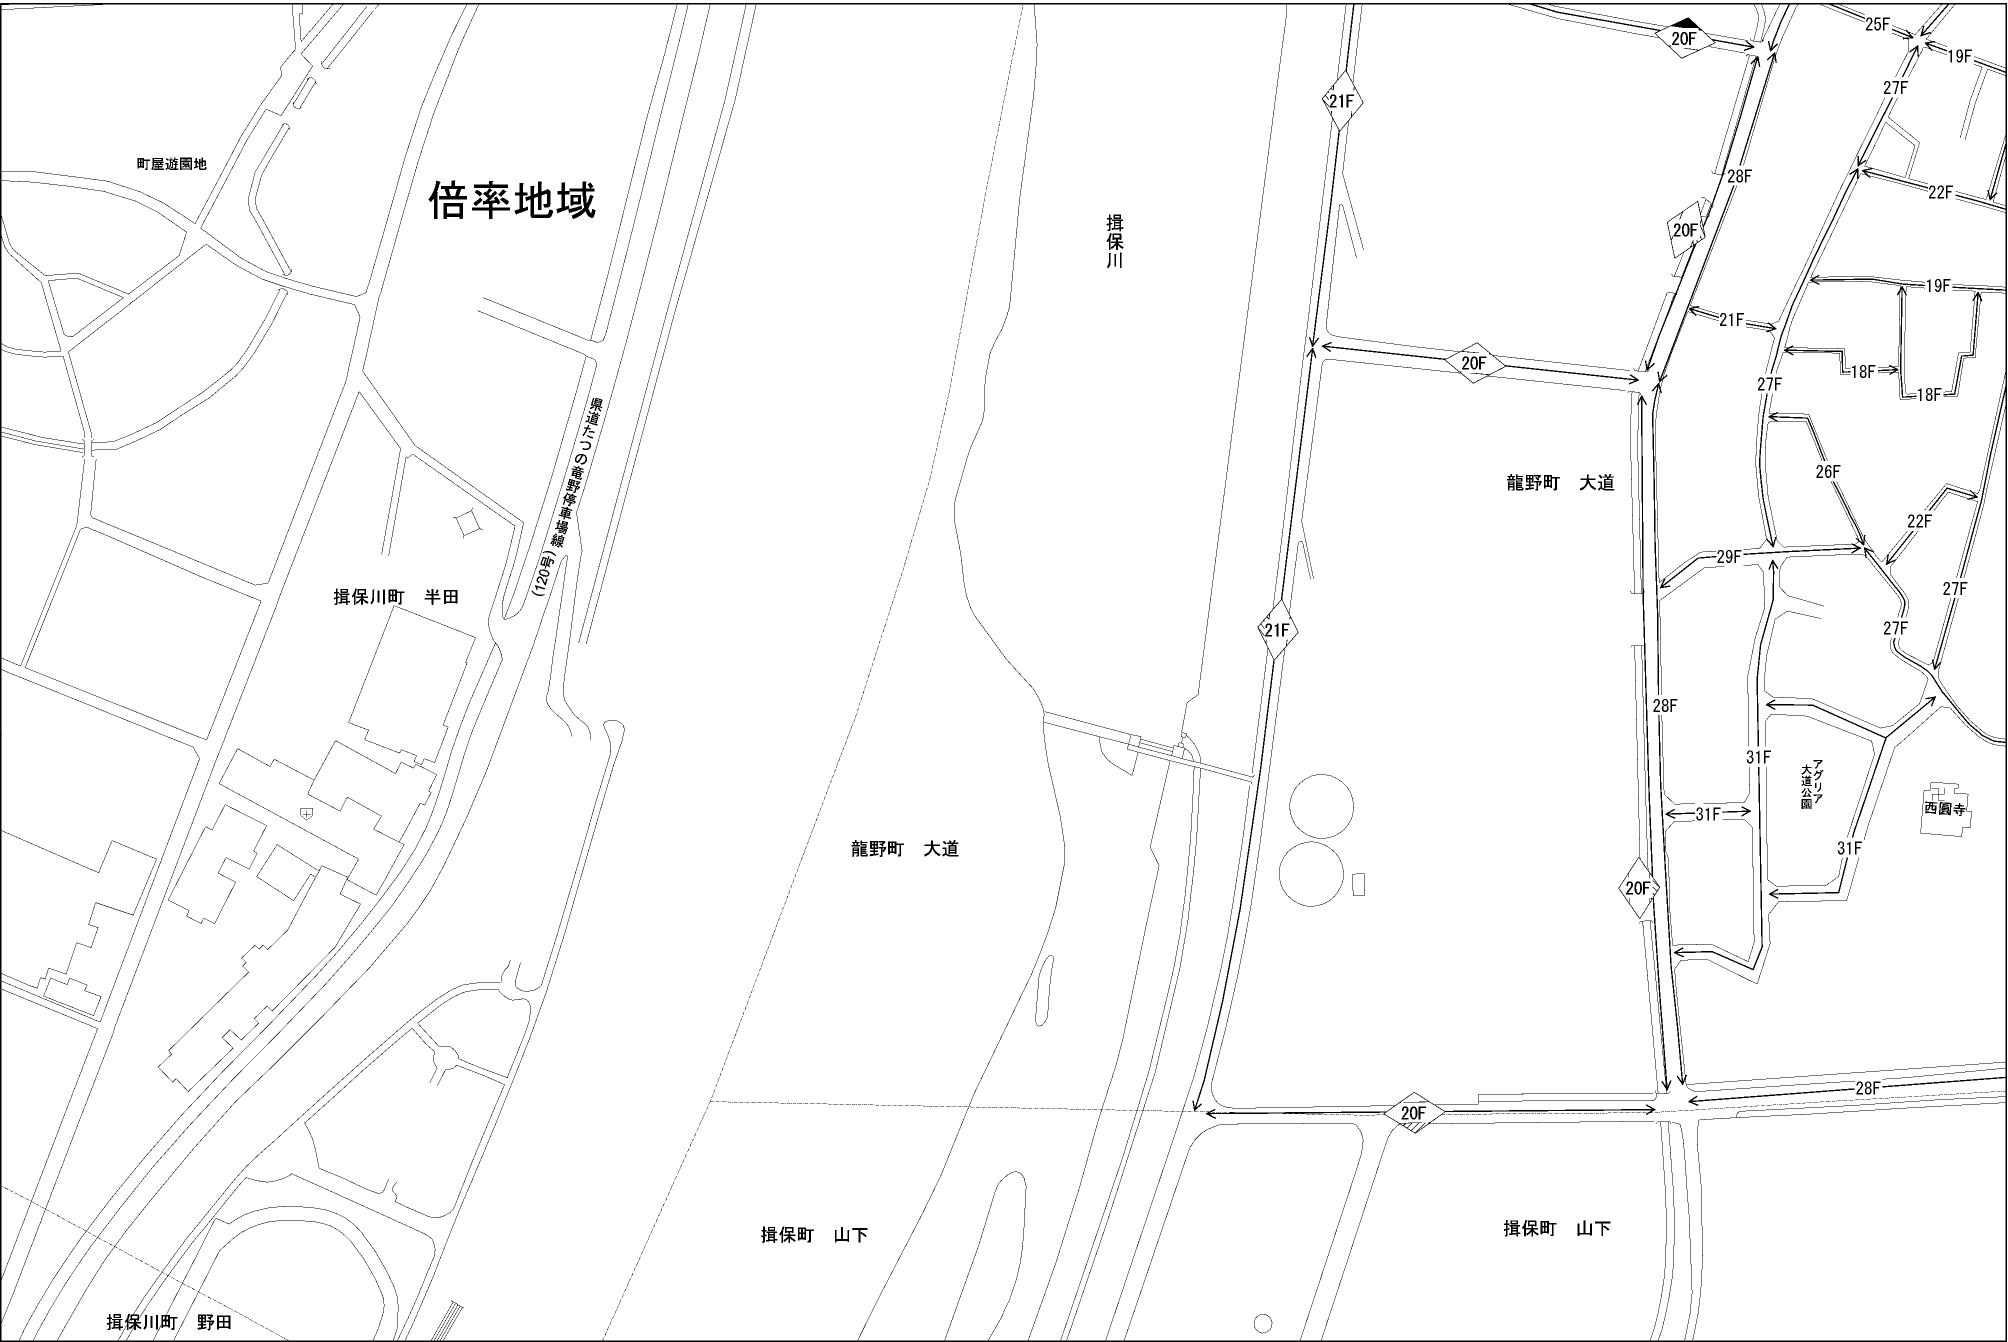 25F
20F
19F
27F
21F
町屋遊園地
28F
22F
倍率地域
揖保川
20F
19F
21F
20F
18F
27F
18F
県道たつの竜野停車場線
(120号)
26F
龍野町　大道
22F
29F
27F
揖保川町　半田
21F
27F
28F
31F
アグリア
大道公園
西圓寺
31F
龍野町　大道
31F
20F
28F
20F
揖保町　山下
揖保町　山下
揖保川町　野田